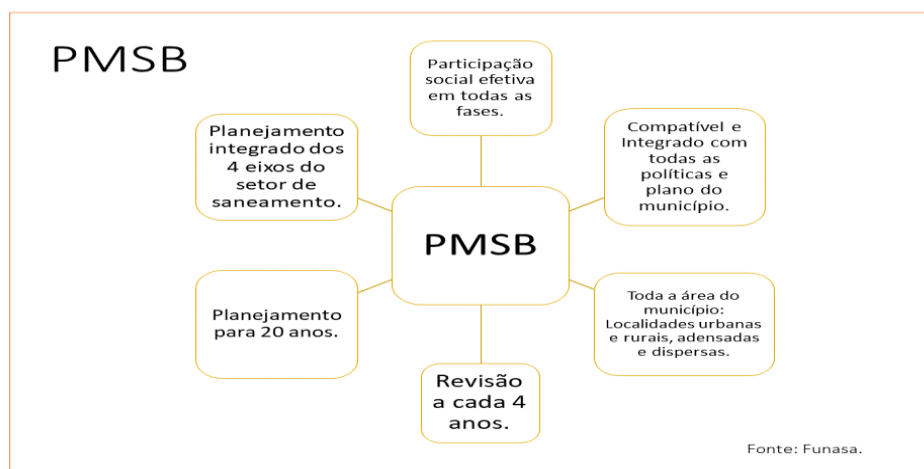 PMSB
Participação
social efetiva
em todas as
fases.
Planejamento
integrado dos
4 eixos do
setor de
saneamento.
Compatível e
Integrado com
todas as
políticas e
plano do
município.
PMSB
Planejamento
para 20 anos.
Toda a área do
município:
Localidades urbanas
e rurais, adensadas
e dispersas.
Revisão
a cada 4
anos.
Fonte: Funasa.